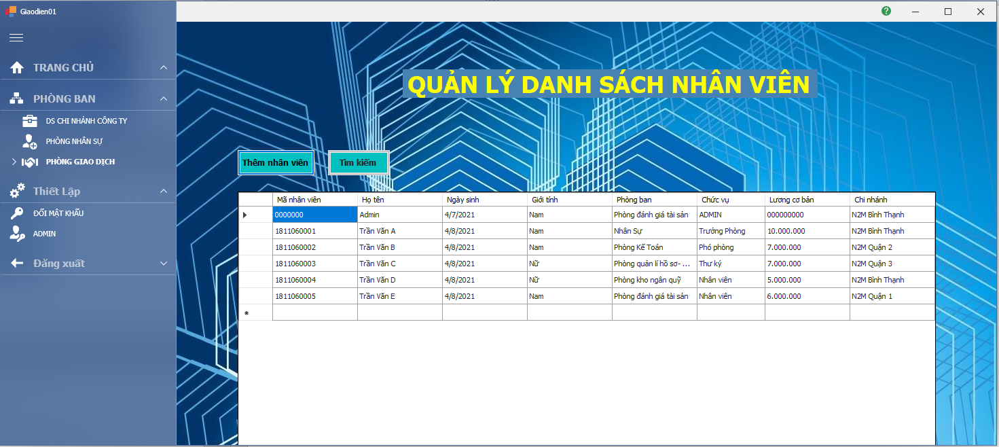 Giaodien01
TRANG CHỦ
PHÒNG BAN
DS CHI NHÁNH CÔNG TY
PHÒNG NHÂN SỰ
PHÒNG GIAO DỊCH
Thiết Lập
ĐỔI MẬT KHẨU
ADMIN
Đăng xuất
QUẢN LÝ DANH SÁCH NHÂN VIÊN
Thêm nhân viên Tìm kiếm
Mã nhân viên Họ tên Ngày sinh Giới tính Phòng ban Chức vụ Lương cơ bản Chi nhánh
0000000 Admin 4/7/2021 Nam Phòng đánh giá tài sản ADMIN 000000000 N2M Bình Thạnh
1811060001 Trần Văn A 4/8/2021 Nam Nhân Sự Trưởng Phòng 10.000.000 N2M Bình Thạnh
1811060002 Trần Văn B 4/8/2021 Nam Phòng Kế Toán Phó phòng 7.000.000 N2M Quận 2
1811060003 Trần Văn C 4/8/2021 Nữ Phòng quản lí hồ sơ- ... Thư ký 7.000.000 N2M Quận 3
1811060004 Trần Văn D 4/8/2021 Nữ Phòng kho ngân quỹ Nhân viên 5.000.000 N2M Bình Thạnh
1811060005 Trần Văn E 4/8/2021 Nam Phòng đánh giá tài sản Nhân viên 6.000.000 N2M Quận 1